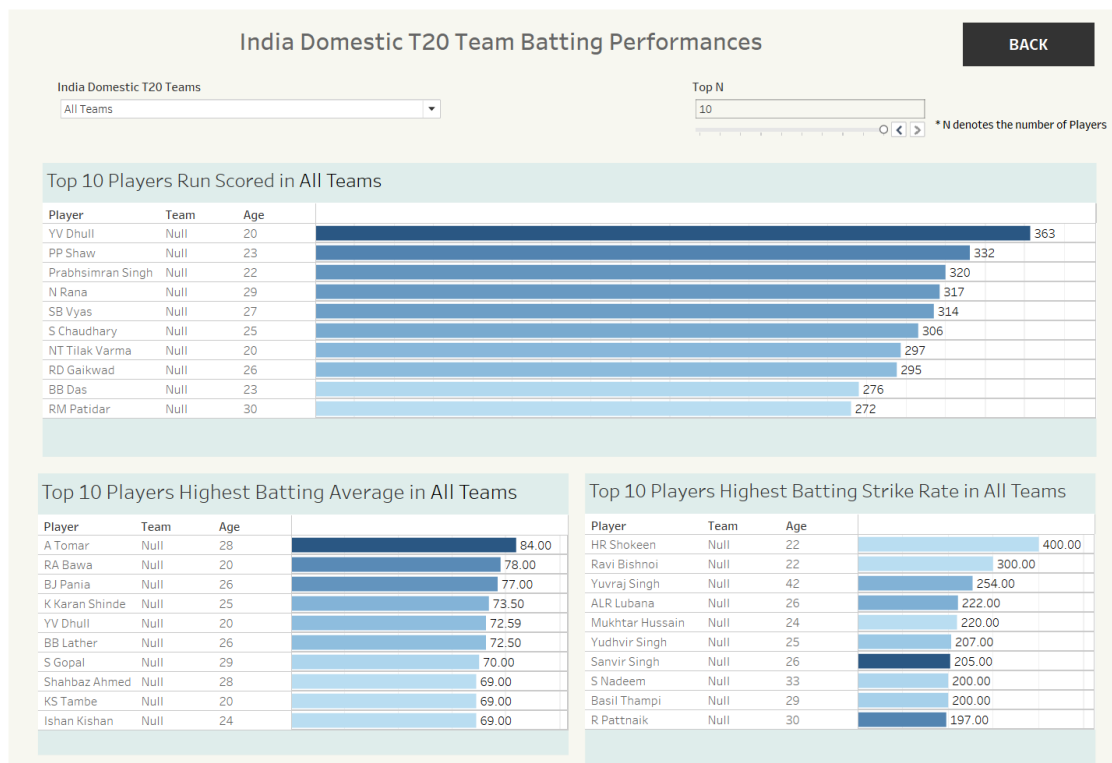 India Domestic T20 Team Batting Performances
BACK
India Domestic T20 Teams
All Teams
Top N
10
* N denotes the number of Players
Top 10 Players Run Scored in All Teams
Player Team Age
YV Dhull Null 20 363
PP Shaw Null 23 332
Prabhsimran Singh Null 22 320
N Rana Null 29 317
SB Vyas Null 27 314
S Chaudhary Null 25 306
NT Tilak Varma Null 20 297
RD Gaikwad Null 26 295
BB Das Null 23 276
RM Patidar Null 30 272
Top 10 Players Highest Batting Average in All Teams
Player Team Age
A Tomar Null 28 84.00
RA Bawa Null 20 78.00
BJ Pania Null 26 77.00
K Karan Shinde Null 25 73.50
YV Dhull Null 20 72.59
BB Lather Null 26 72.50
S Gopal Null 29 70.00
Shahbaz Ahmed Null 28 69.00
KS Tambe Null 20 69.00
Ishan Kishan Null 24 69.00
Top 10 Players Highest Batting Strike Rate in All Teams
Player Team Age
HR Shokeen Null 22 400.00
Ravi Bishnoi Null 22 300.00
Yuvraj Singh Null 42 254.00
ALR Lubana Null 26 222.00
Mukhtar Hussain Null 24 220.00
Yudhvir Singh Null 25 207.00
Sanvir Singh Null 26 205.00
S Nadeem Null 33 200.00
Basil Thampi Null 29 200.00
R Pattnaik Null 30 197.00